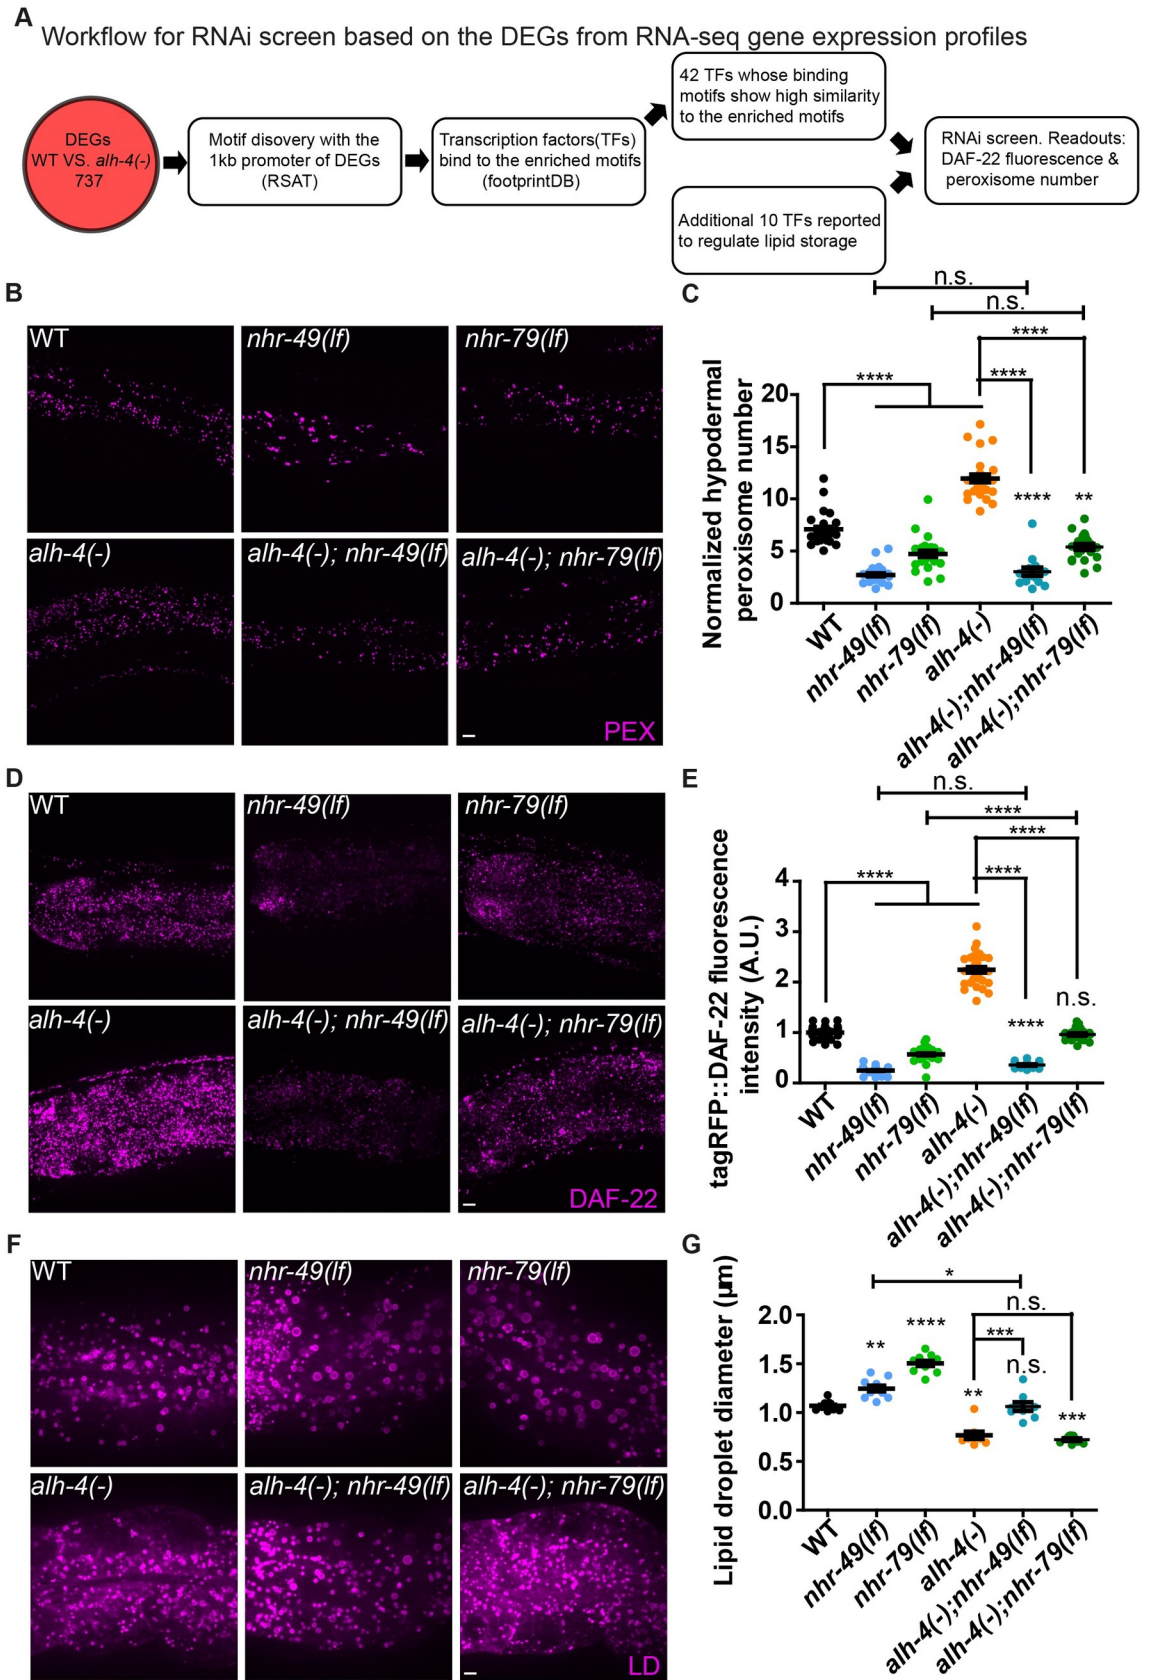 A
Workflow for RNAi screen based on the DEGs from RNA-seq gene expression profiles
DEGs
WT VS. alh-4(-)
737
Motif disovery with the
1kb promoter of DEGs
(RSAT)
Transcription factors(TFs)
bind to the enriched motifs
(footprintDB)
42 TFs whose binding
motifs show high similarity
to the enriched motifs
Additional 10 TFs reported
to regulate lipid storage
RNAi screen. Readouts:
DAF-22 fluorescence &
peroxisome number
B
WT
nhr-49(lf)
nhr-79(lf)
alh-4(-)
alh-4(-); nhr-49(lf)
alh-4(-); nhr-79(lf)
PEX
C
n.s.
n.s.
****
****
****
****
**
Normalized hypodermal
peroxisome number
20
15
10
5
0
WT
nhr-49(lf)
nhr-79(lf)
alh-4(-)
alh-4(-);nhr-49(lf)
alh-4(-);nhr-79(lf)
D
WT
nhr-49(lf)
nhr-79(lf)
alh-4(-)
alh-4(-); nhr-49(lf)
alh-4(-); nhr-79(lf)
DAF-22
E
n.s.
****
****
****
****
****
n.s.
tagRFP::DAF-22 fluorescence
intensity (A.U.)
4
3
2
1
0
WT
nhr-49(lf)
nhr-79(lf)
alh-4(-)
alh-4(-);nhr-49(lf)
alh-4(-);nhr-79(lf)
F
WT
nhr-49(lf)
nhr-79(lf)
alh-4(-)
alh-4(-); nhr-49(lf)
alh-4(-); nhr-79(lf)
LD
G
*
n.s.
***
n.s.
**
****
**
***
Lipid droplet diameter (µm)
2.0
1.5
1.0
0.5
0.0
WT
nhr-49(lf)
nhr-79(lf)
alh-4(-)
alh-4(-);nhr-49(lf)
alh-4(-);nhr-79(lf)